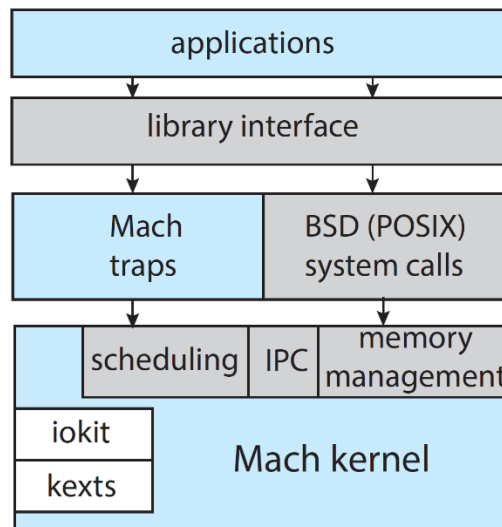 applications
library interface
Mach
traps
BSD (POSIX)
system calls
scheduling
IPC
memory
management
iokit
kexts
Mach kernel